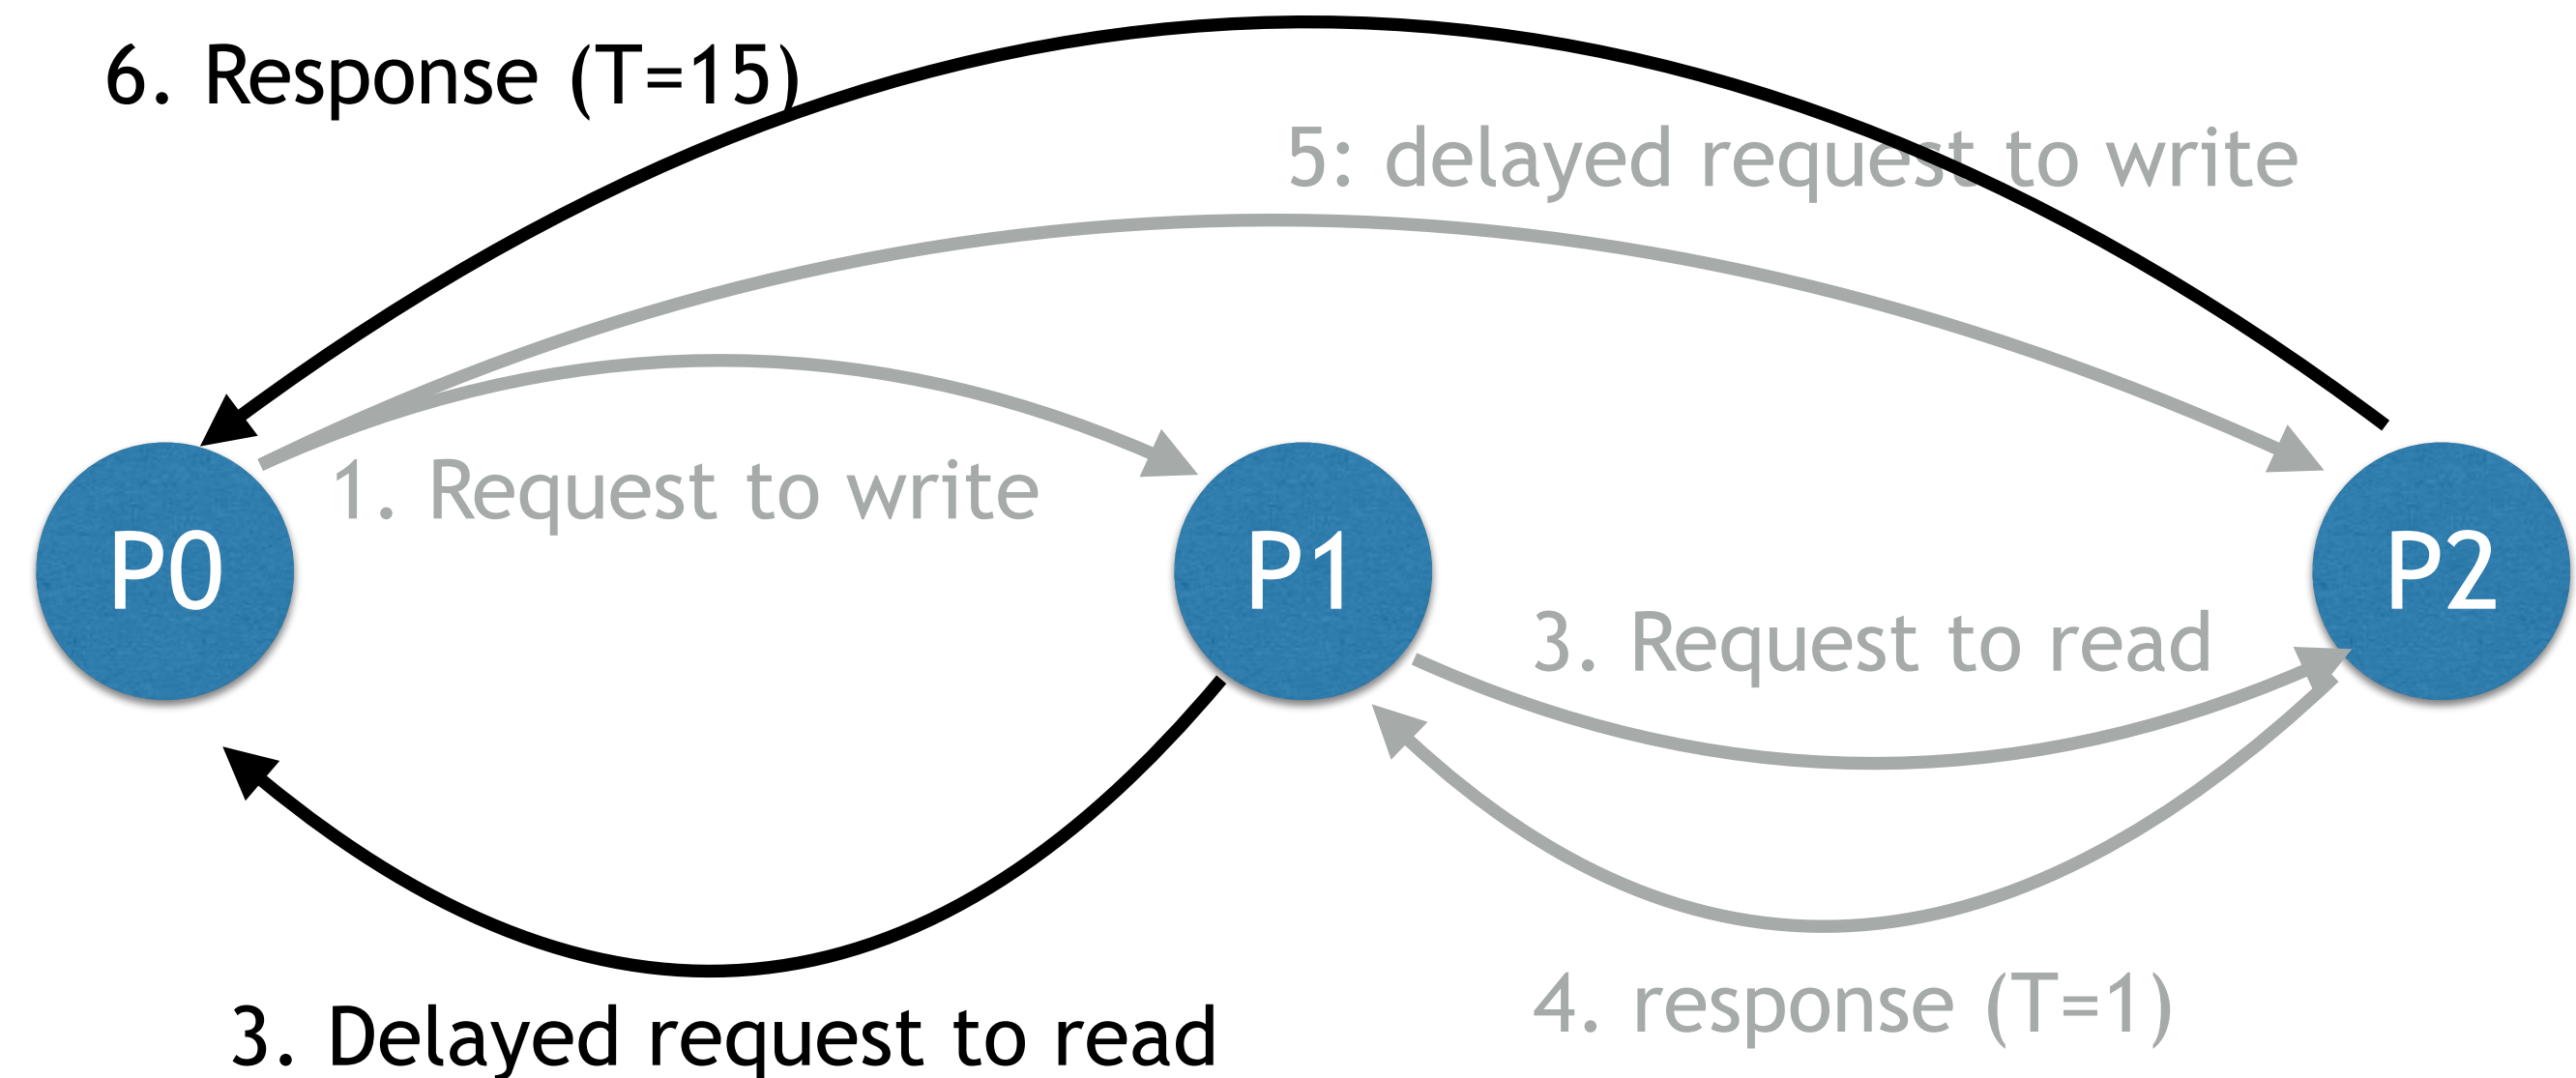 6. Response (T=15)
5: delayed request to write
1. Request to write
P0
P1
P2
3. Request to read
4. response (T=1)
3. Delayed request to read